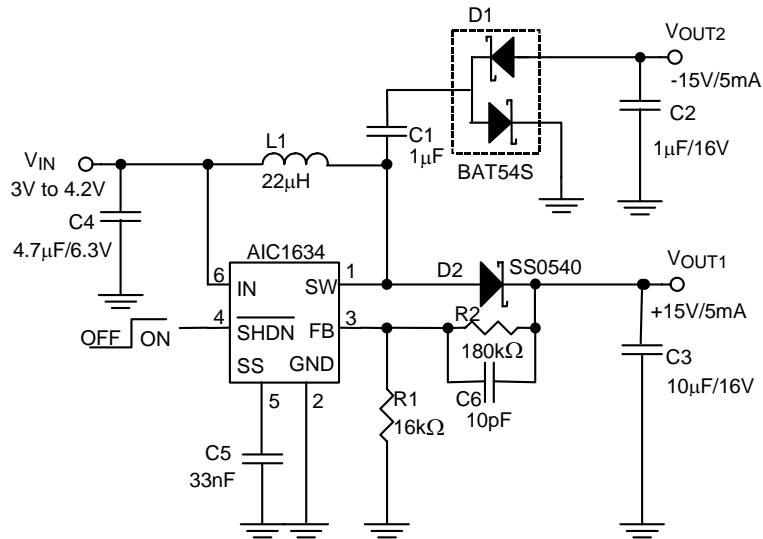 D1
VOUT2
-15V/5mA
C2
1μF/16V
BAT54S
C1
1μF
L1
22μH
VIN
3V to 4.2V
C4
4.7μF/6.3V
AIC1634
6
IN
SW
1
D2
SS0540
VOUT1
+15V/5mA
OFF
ON
4
SHDN
FB
3
R2
180kΩ
SS
GND
C6
10pF
C3
10μF/16V
5
2
R1
16kΩ
C5
33nF